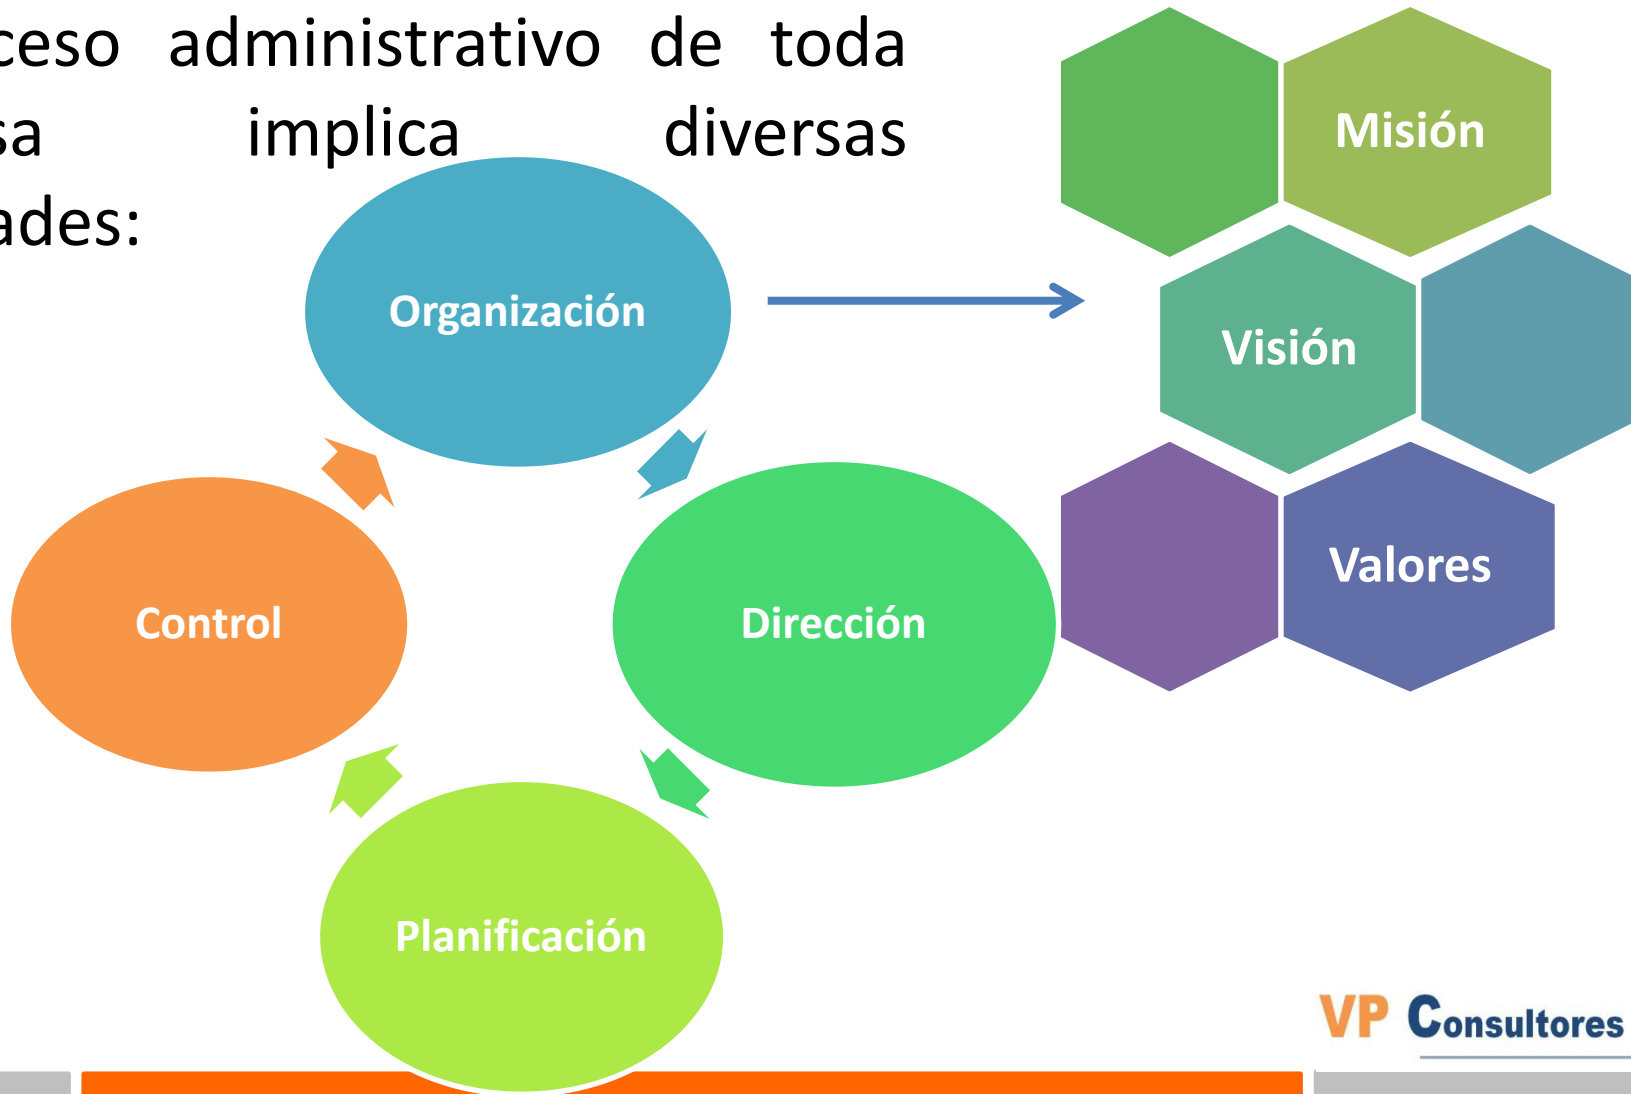 ceso administrativo de toda
sa implica diversas
ades:
Organización
Dirección
Planificación
Control
Misión
Visión
Valores
VP Consultores